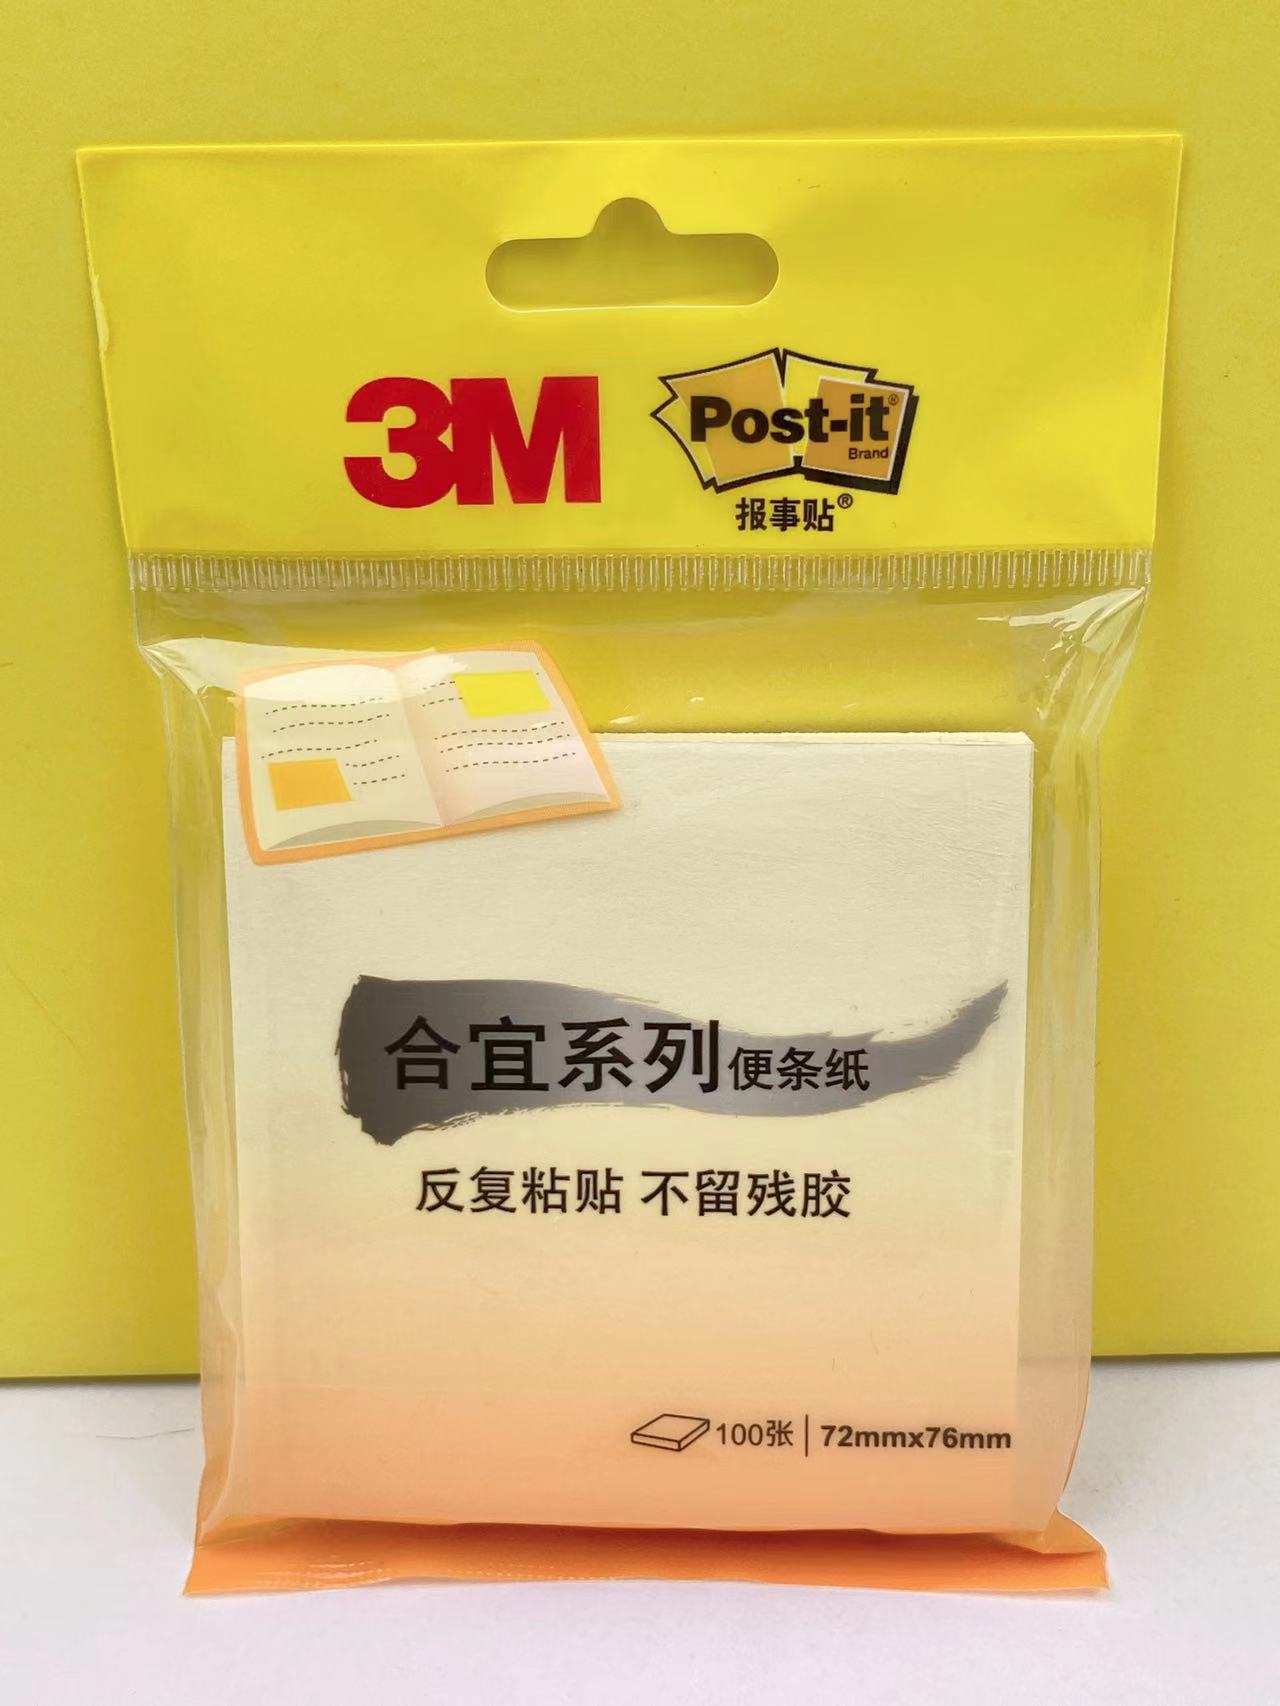 3M
Post-it®
Brand
报事贴®
合宜系列便条纸
反复粘贴 不留残胶
100张 | 72mmx76mm